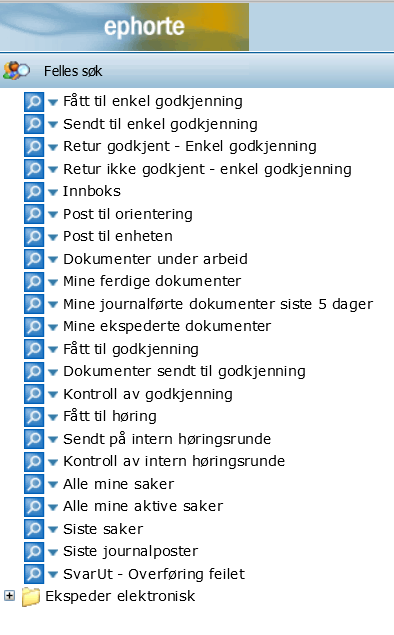 ephorte
Felles søk
Fått til enkel godkjenning
Sendt til enkel godkjenning
Retur godkjent - Enkel godkjenning
Retur ikke godkjent - enkel godkjenning
Innboks
Post til orientering
Post til enheten
Dokumenter under arbeid
Mine ferdige dokumenter
Mine journalførte dokumenter siste 5 dager
Mine ekspederte dokumenter
Fått til godkjenning
Dokumenter sendt til godkjenning
Kontroll av godkjenning
Fått til høring
Sendt på intern høringsrunde
Kontroll av intern høringsrunde
Alle mine saker
Alle mine aktive saker
Siste saker
Siste journalposter
SvarUt - Overføring feilet
Ekspeder elektronisk